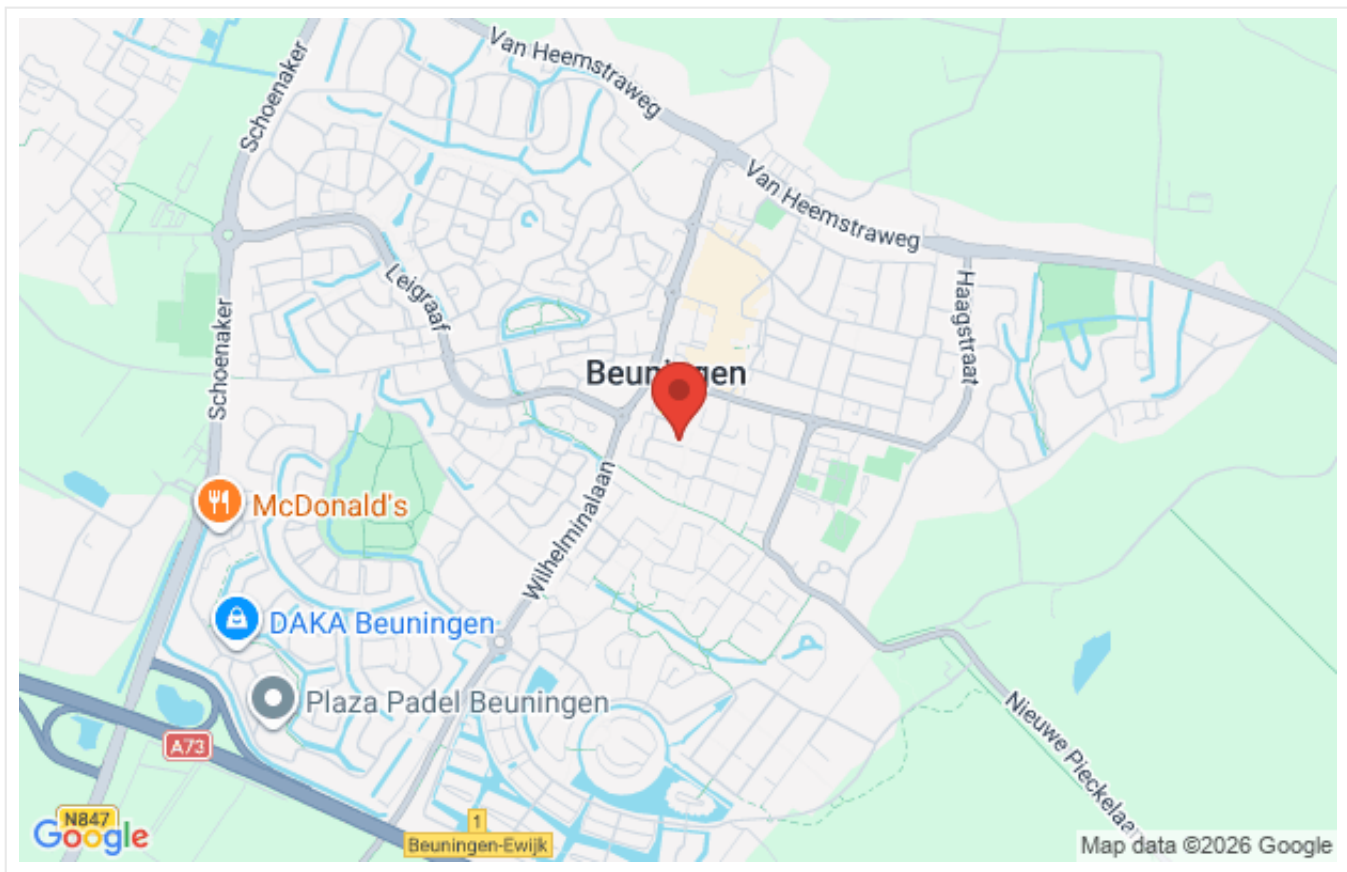 Van Heemstraweg
Schoenaker
Van Heemstraweg
Leigraaf
Haagstraat
Schoenaker
Beuningen
McDonald's
Wilhelminalaan
DAKA Beuningen
Plaza Padel Beuningen
Nieuwe Pieckelaan
A73
N847
Google
1
Beuningen-Ewijk
Map data ©2026 Google